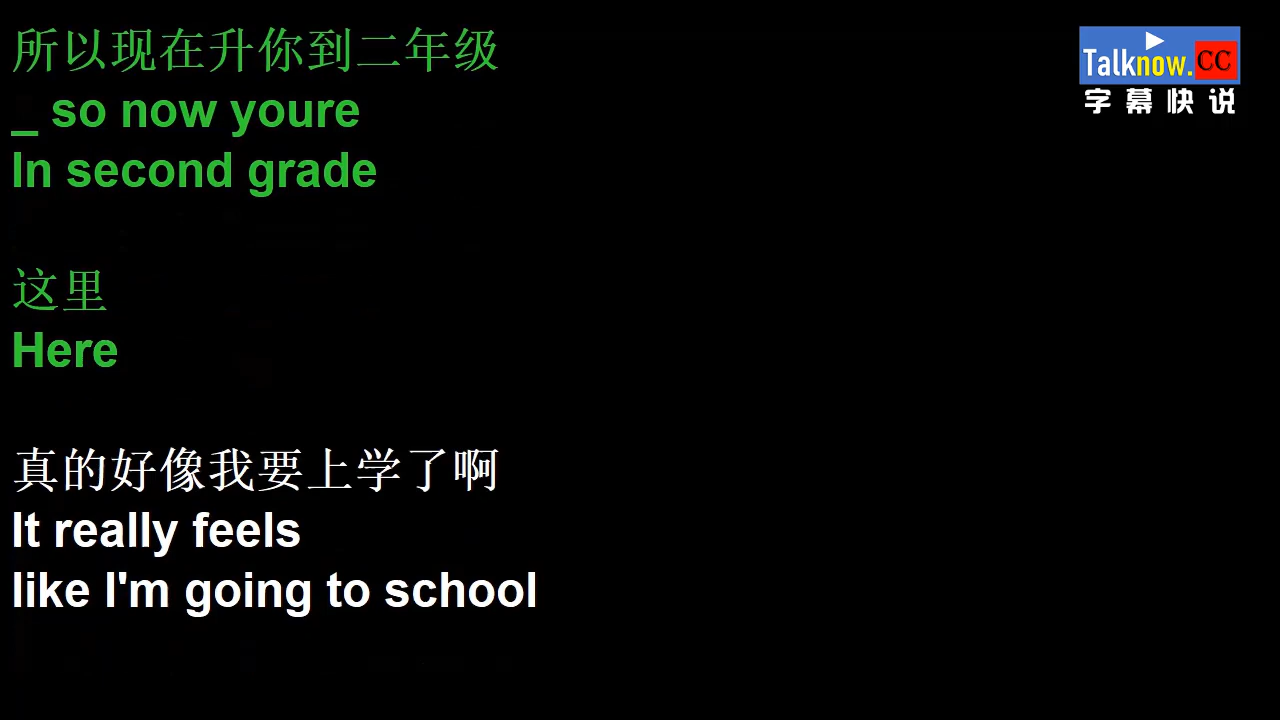 所以现在升你到二年级
_ so now youre
In second grade
这里
Here
真的好像我要上学了啊
It really feels
like I'm going to school
Talknow.CC
字幕快说